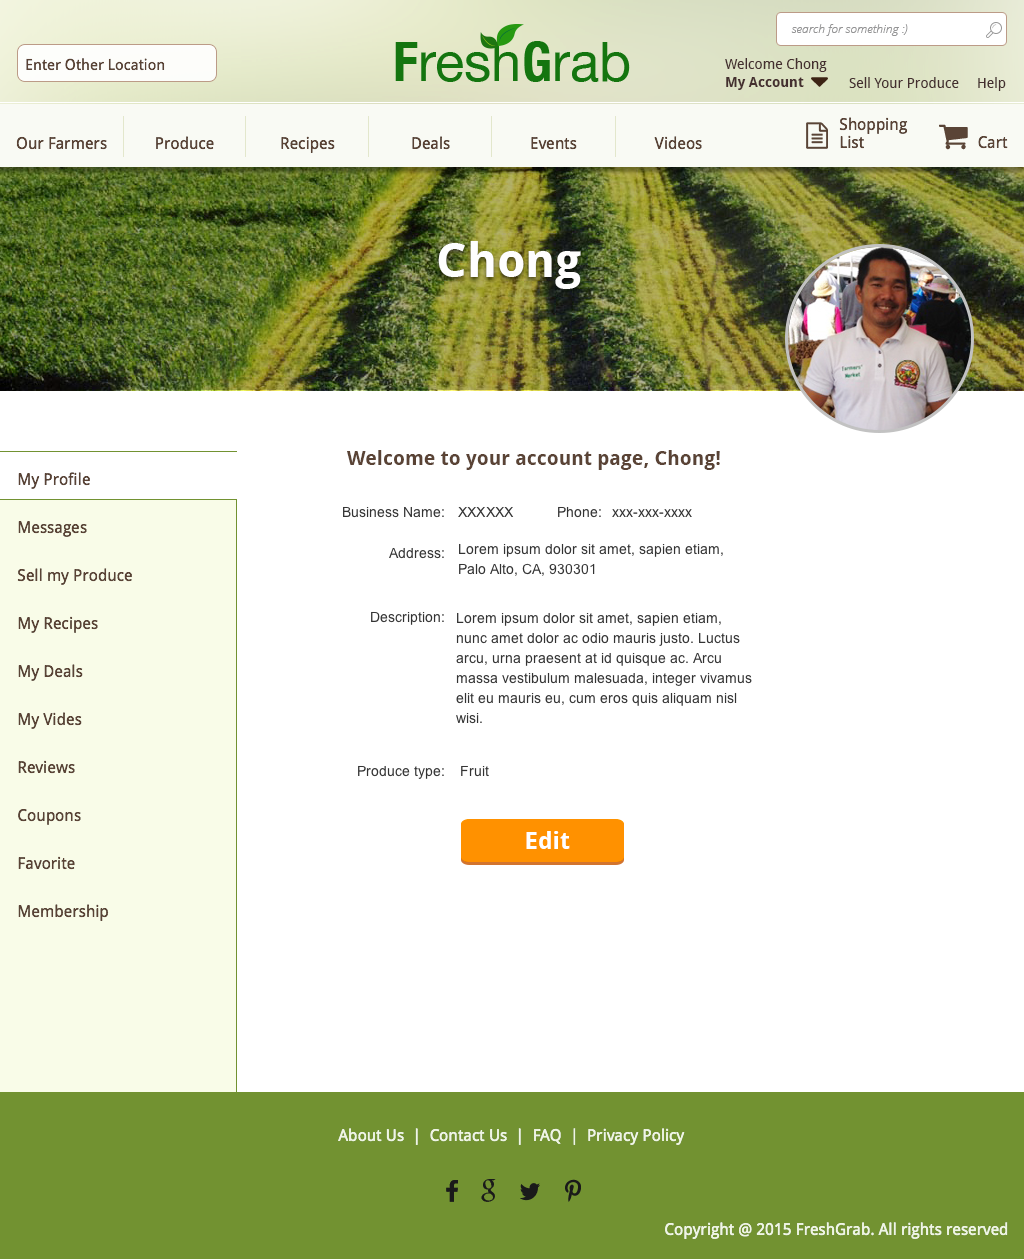 search for something :)
Enter Other Location
FreshGrab
Welcome Chong
My Account
Sell Your Produce
Help
Our Farmers
Produce
Recipes
Deals
Events
Videos
Shopping
List
Cart
Chong
Farmers'
Market
Welcome to your account page, Chong!
My Profile
Messages
Sell my Produce
My Recipes
My Deals
My Vides
Reviews
Coupons
Favorite
Membership
Business Name: XXXXXX Phone: xxx-xxx-xxxx
Address: Lorem ipsum dolor sit amet, sapien etiam,
Palo Alto, CA, 930301
Description: Lorem ipsum dolor sit amet, sapien etiam,
nunc amet dolor ac odio mauris justo. Luctus
arcu, urna praesent at id quisque ac. Arcu
massa vestibulum malesuada, integer vivamus
elit eu mauris eu, cum eros quis aliquam nisl
wisi.
Produce type: Fruit
Edit
About Us | Contact Us | FAQ | Privacy Policy
Copyright @ 2015 FreshGrab. All rights reserved